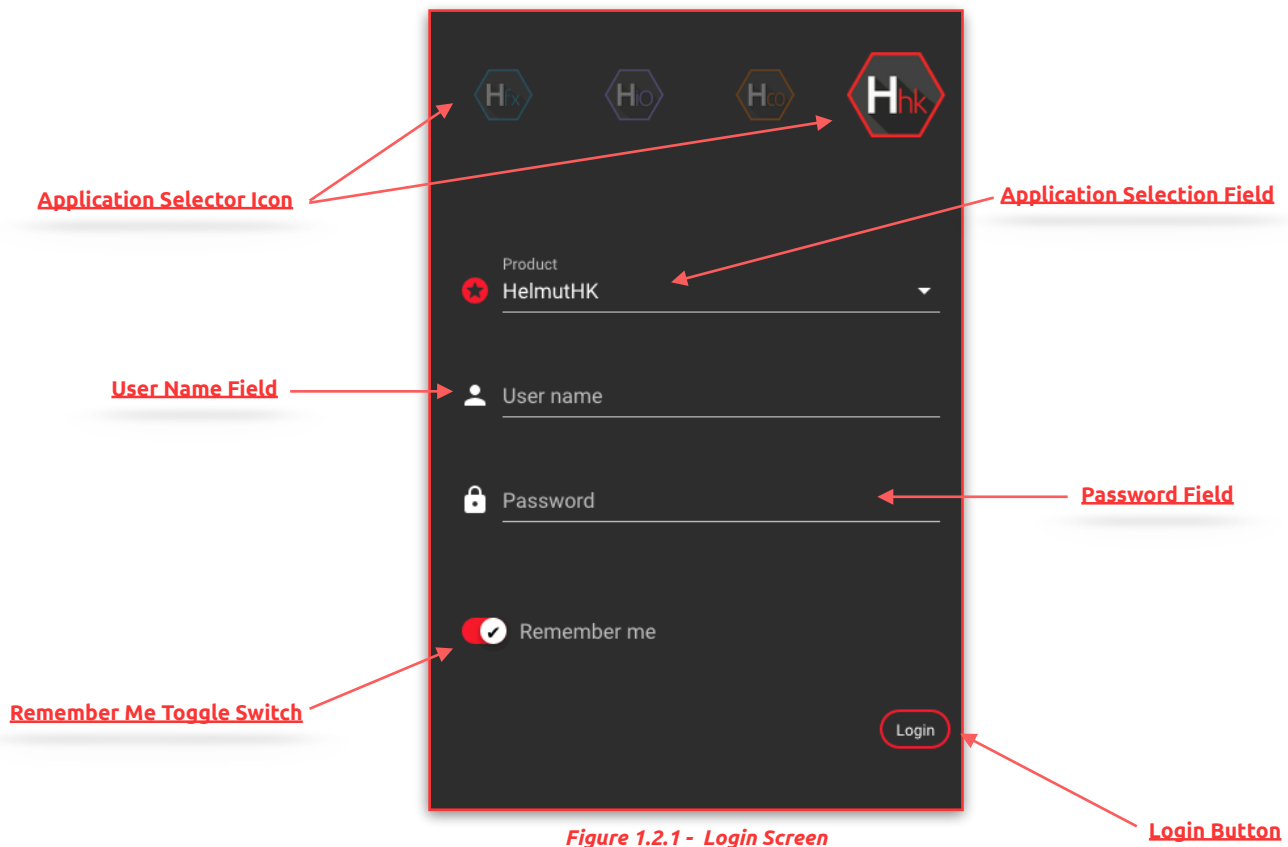 Hfx
HIO
Hco
Hhk
Application Selector Icon
Application Selection Field
Product
HelmutHK
User Name Field
User name
Password
Password Field
Remember me
Remember Me Toggle Switch
Login
Login Button
Figure 1.2.1 - Login Screen